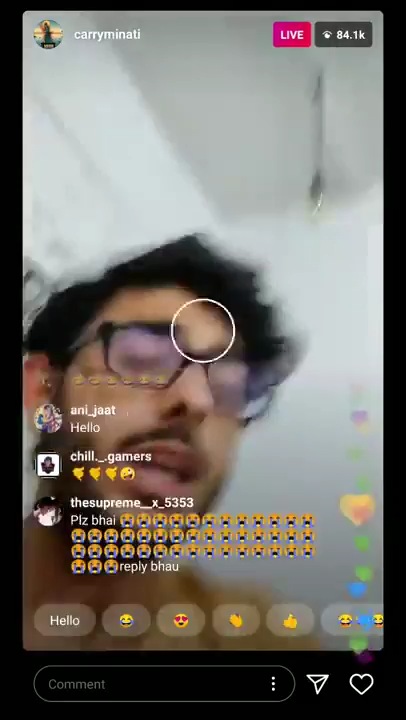 carryminati
LIVE
84.1k
ani_jaat
Hello
chill._.gamers
🤙🤙🤙🤪
thesupreme__x_5353
Plz bhai 😭😭😭😭😭😭😭😭😭😭😭😭😭
😭😭😭😭😭😭😭😭😭😭😭😭😭😭😭😭
😭😭😭😭😭😭😭😭😭😭😭😭😭😭😭😭
😭😭😭reply bhau
Hello
Comment